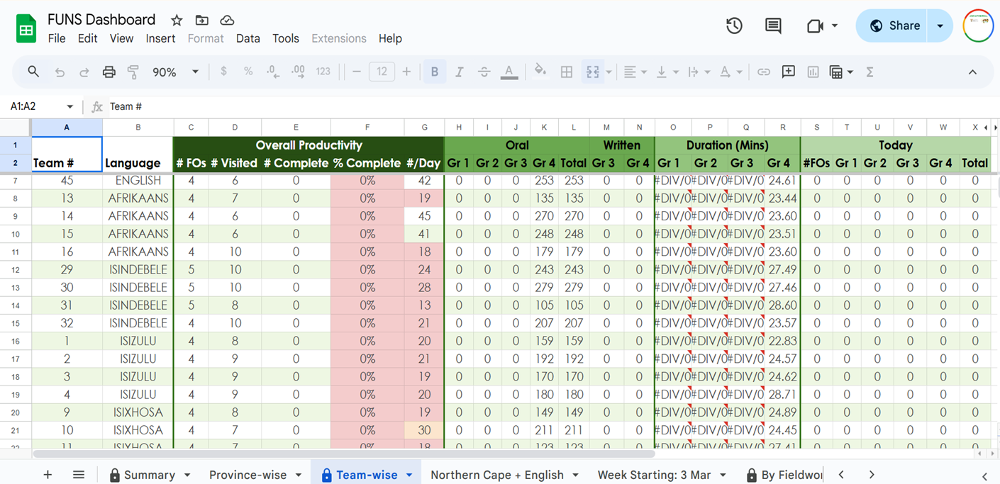 FUNS Dashboard
File Edit View Insert Format Data Tools Extensions Help
Share
90% $ % .0 .00 123 12 B I A A Σ
A1:A2 fx Team #
A B C D E F G H I J K L M N O P Q R S T U V W X
1 Overall Productivity Oral Written Duration (Mins) Today
2 Team # Language # FOs # Visited # Complete % Complete #/Day Gr 1 Gr 2 Gr 3 Gr 4 Total Gr 3 Gr 4 Gr 1 Gr 2 Gr 3 Gr 4 #FOs Gr 1 Gr 2 Gr 3 Gr 4 Total
7 45 ENGLISH 4 6 0 0% 42 0 0 0 253 253 0 0 #DIV/0 #DIV/0 #DIV/0 24.61 0 0 0 0 0 0
8 13 AFRIKAANS 4 7 0 0% 19 0 0 0 135 135 0 0 #DIV/0 #DIV/0 #DIV/0 23.44 0 0 0 0 0 0
9 14 AFRIKAANS 4 6 0 0% 45 0 0 0 270 270 0 0 #DIV/0 #DIV/0 #DIV/0 23.60 0 0 0 0 0 0
10 15 AFRIKAANS 4 6 0 0% 41 0 0 0 248 248 0 0 #DIV/0 #DIV/0 #DIV/0 23.51 0 0 0 0 0 0
11 16 AFRIKAANS 4 10 0 0% 18 0 0 0 179 179 0 0 #DIV/0 #DIV/0 #DIV/0 23.60 0 0 0 0 0 0
12 29 ISINDEBELE 5 10 0 0% 24 0 0 0 243 243 0 0 #DIV/0 #DIV/0 #DIV/0 27.49 0 0 0 0 0 0
13 30 ISINDEBELE 5 10 0 0% 28 0 0 0 279 279 0 0 #DIV/0 #DIV/0 #DIV/0 27.46 0 0 0 0 0 0
14 31 ISINDEBELE 5 8 0 0% 13 0 0 0 105 105 0 0 #DIV/0 #DIV/0 #DIV/0 28.60 0 0 0 0 0 0
15 32 ISINDEBELE 4 10 0 0% 21 0 0 0 207 207 0 0 #DIV/0 #DIV/0 #DIV/0 23.57 0 0 0 0 0 0
16 1 ISIZULU 4 8 0 0% 20 0 0 0 159 159 0 0 #DIV/0 #DIV/0 #DIV/0 22.83 0 0 0 0 0 0
17 2 ISIZULU 4 9 0 0% 21 0 0 0 192 192 0 0 #DIV/0 #DIV/0 #DIV/0 24.57 0 0 0 0 0 0
18 3 ISIZULU 4 9 0 0% 19 0 0 0 170 170 0 0 #DIV/0 #DIV/0 #DIV/0 24.62 0 0 0 0 0 0
19 4 ISIZULU 4 9 0 0% 20 0 0 0 180 180 0 0 #DIV/0 #DIV/0 #DIV/0 28.71 0 0 0 0 0 0
20 9 ISIXHOSA 4 8 0 0% 19 0 0 0 149 149 0 0 #DIV/0 #DIV/0 #DIV/0 24.89 0 0 0 0 0 0
21 10 ISIXHOSA 4 7 0 0% 30 0 0 0 211 211 0 0 #DIV/0 #DIV/0 #DIV/0 24.45 0 0 0 0 0 0
22 11 ISIXHOSA 4 7 0 0% 18 0 0 0 123 123 0 0 #DIV/0 #DIV/0 #DIV/0 27.41 0 0 0 0 0 0
Summary Province-wise Team-wise Northern Cape + English Week Starting: 3 Mar By Fieldwor